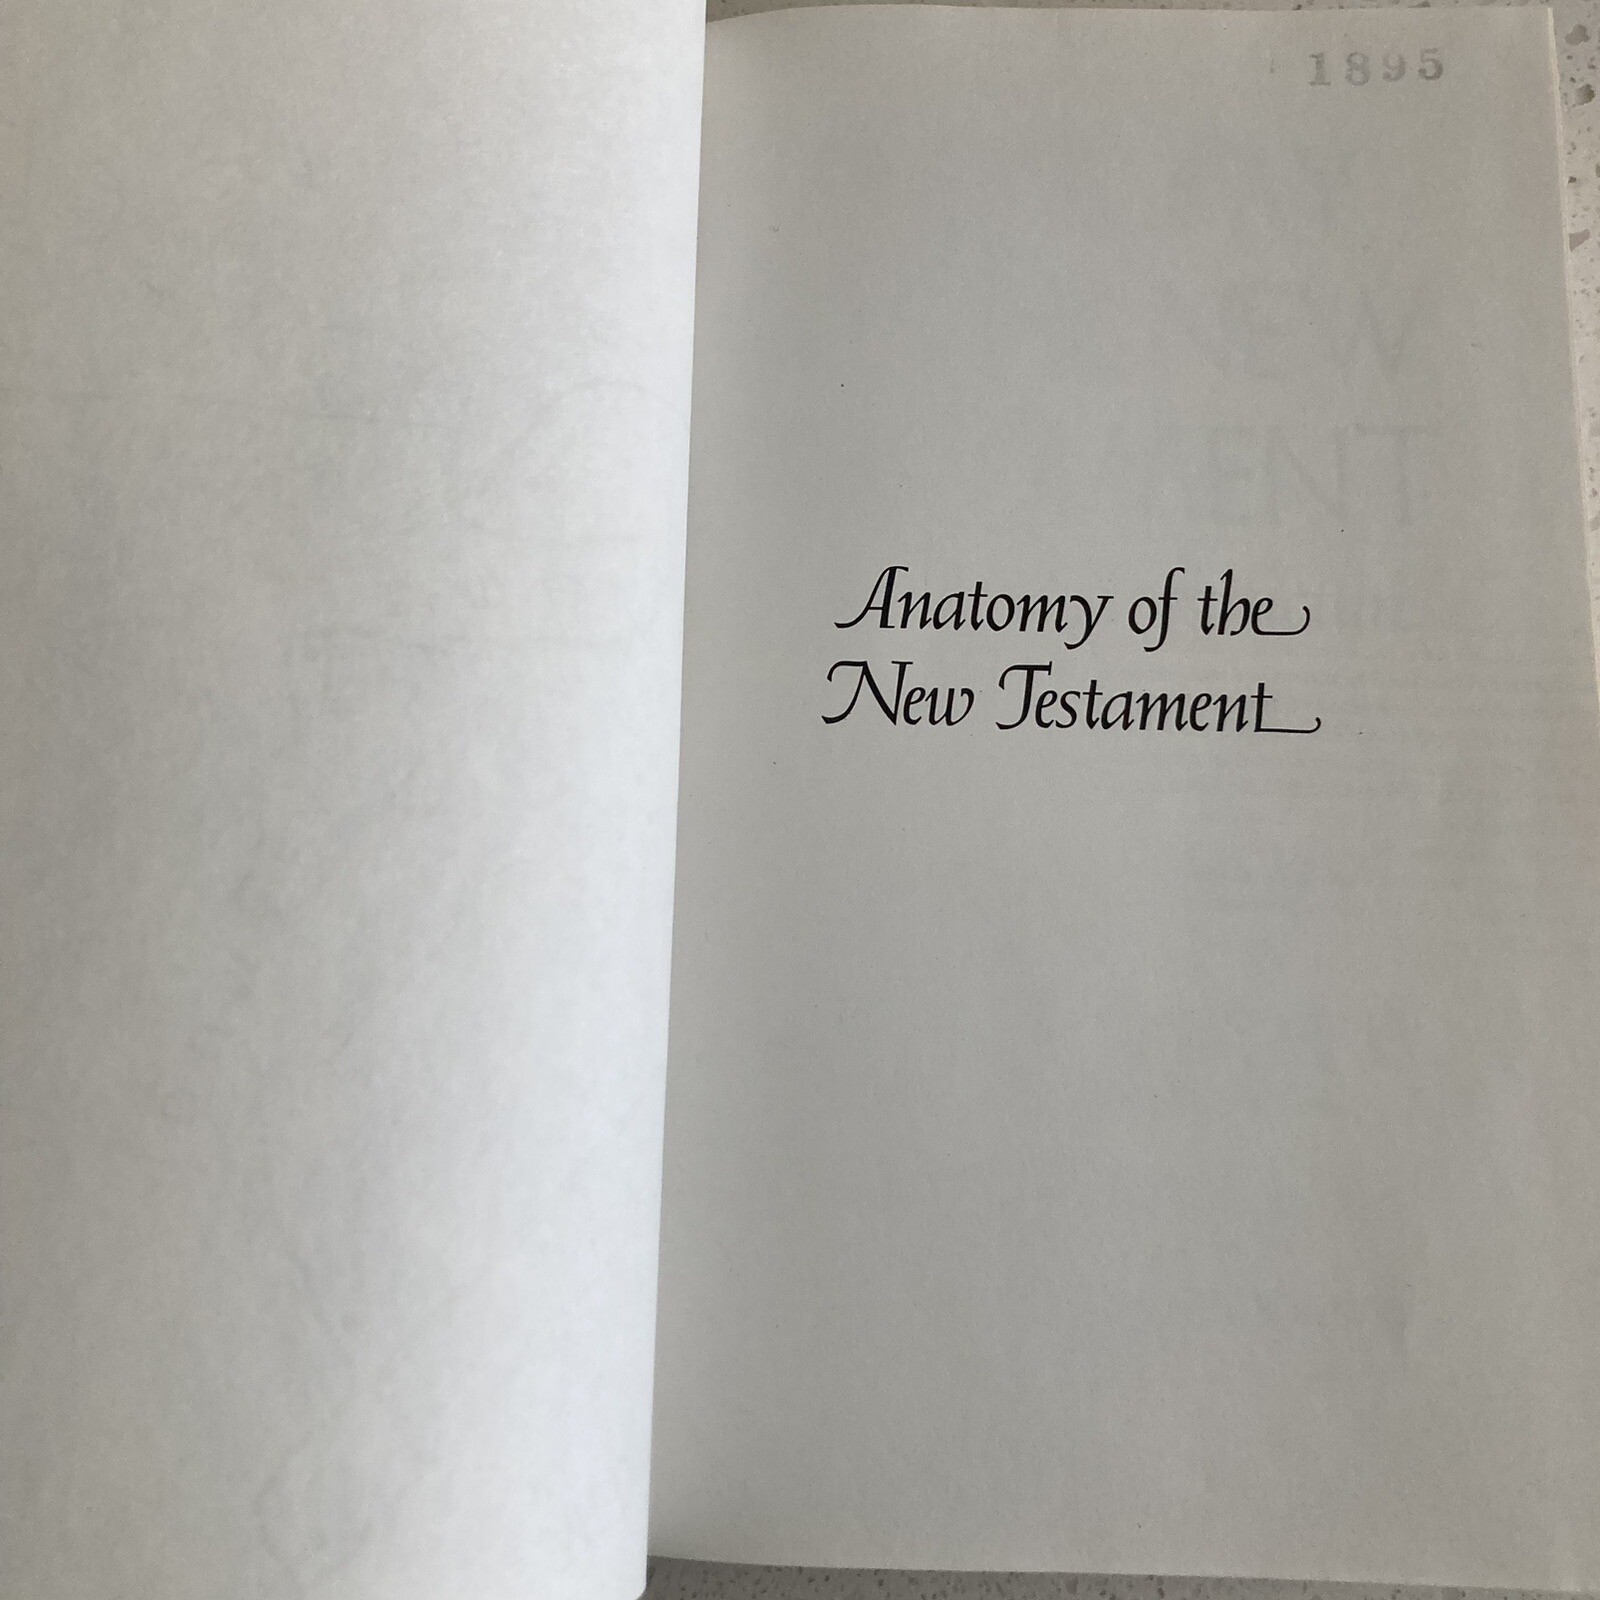 1895
Anatomy of the
New Testament